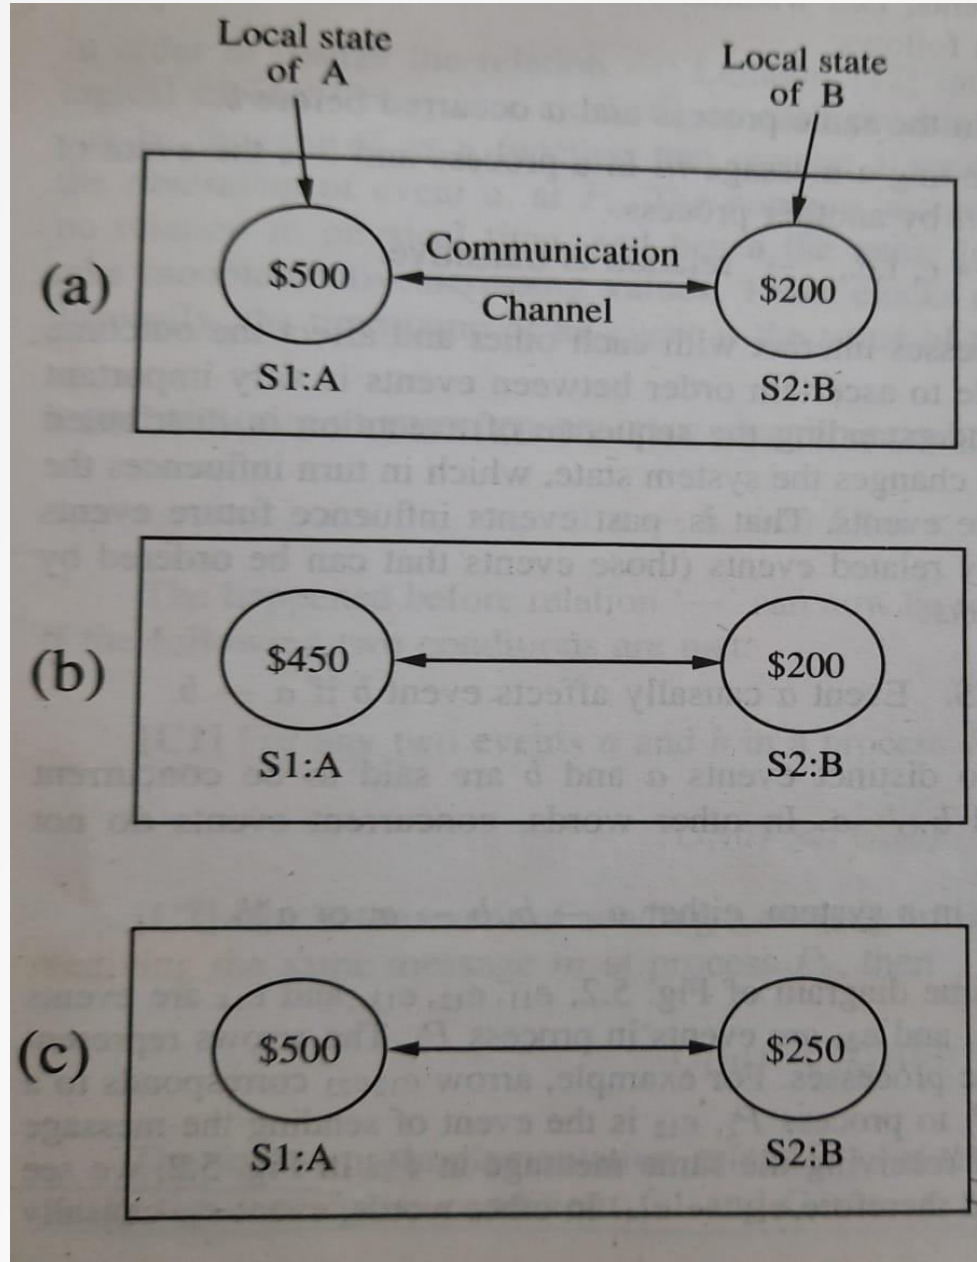 Local state
of A
Local state
of B
(a)
$500
Communication
Channel
$200
S1:A
S2:B
(b)
$450
$200
S1:A
S2:B
(c)
$500
$250
S1:A
S2:B